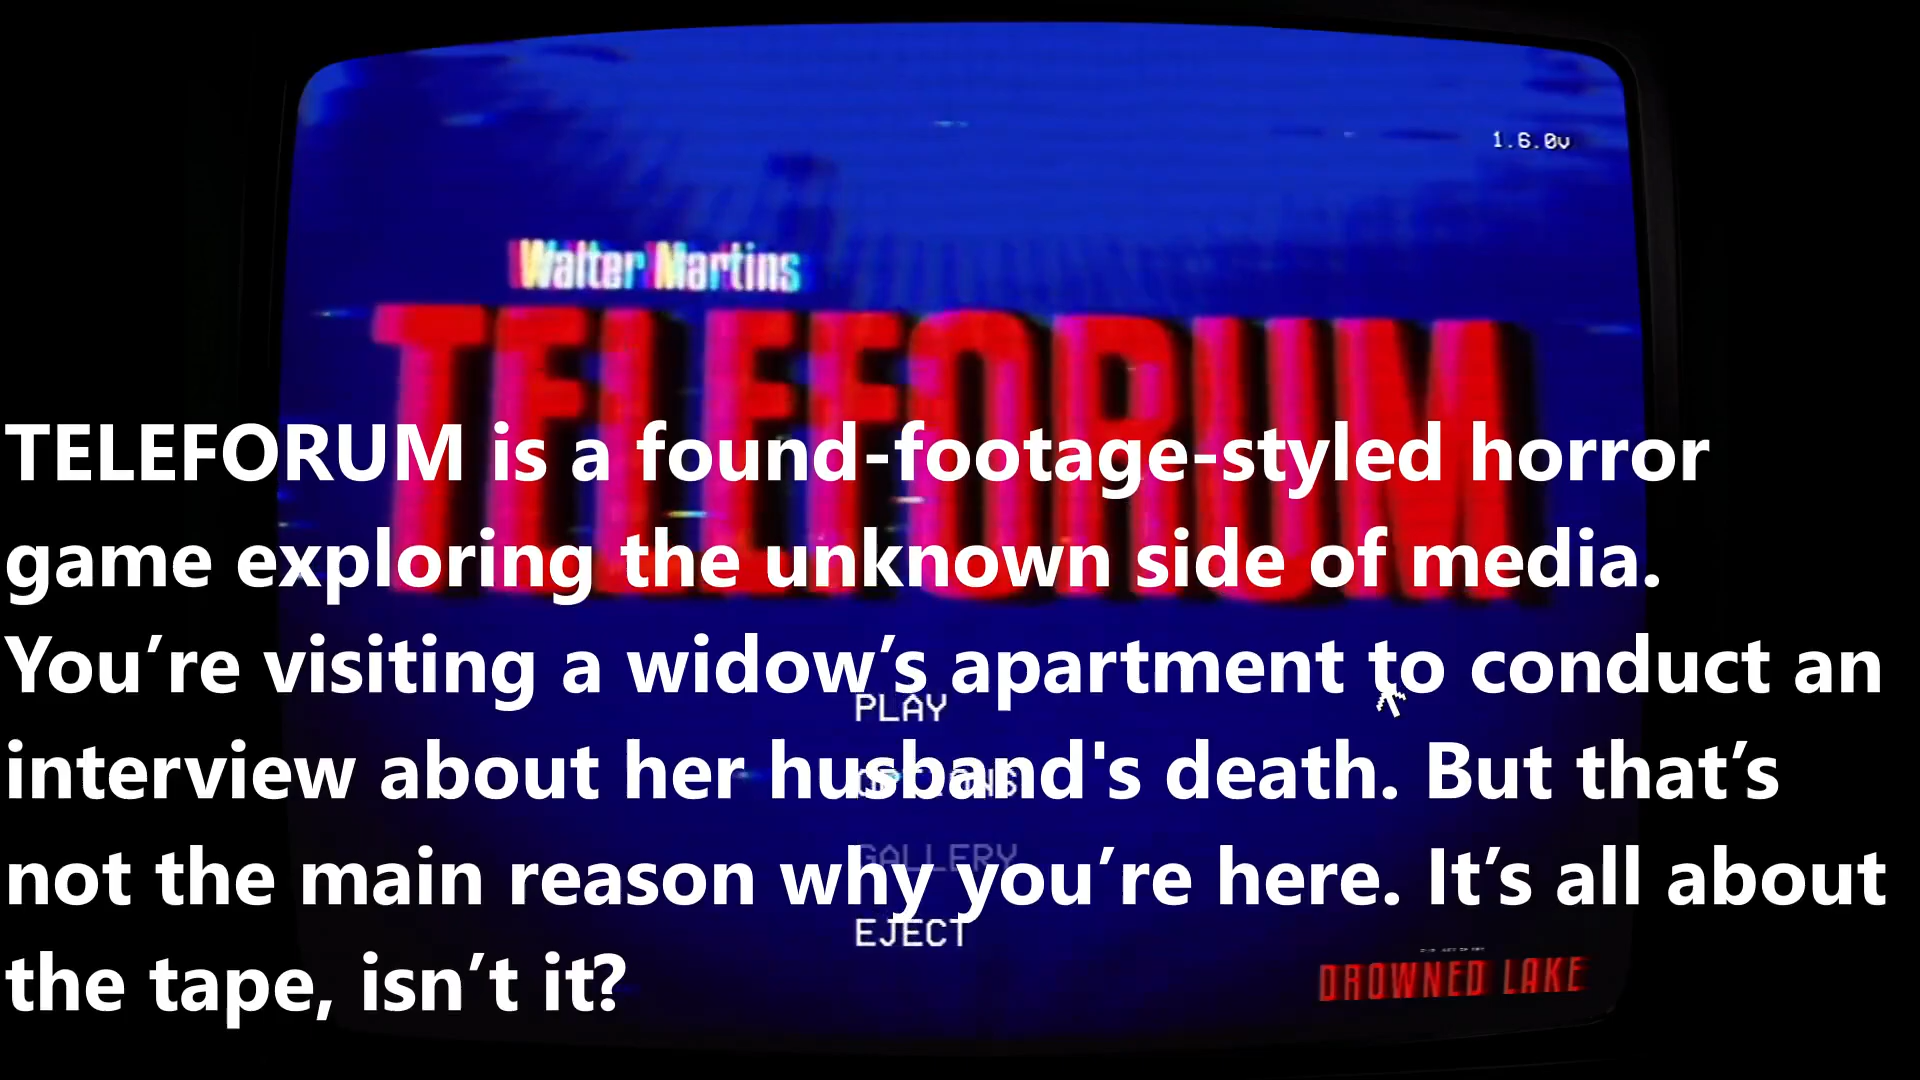 1.6.0v
Walter Martins
TELEFORUM
TELEFORUM is a found-footage-styled horror
game exploring the unknown side of media.
You’re visiting a widow’s apartment to conduct an
PLAY
interview about her husband's death. But that’s
OPTIONS
GALLERY
not the main reason why you’re here. It’s all about
EJECT
the tape, isn’t it?
DROWNED LAKE